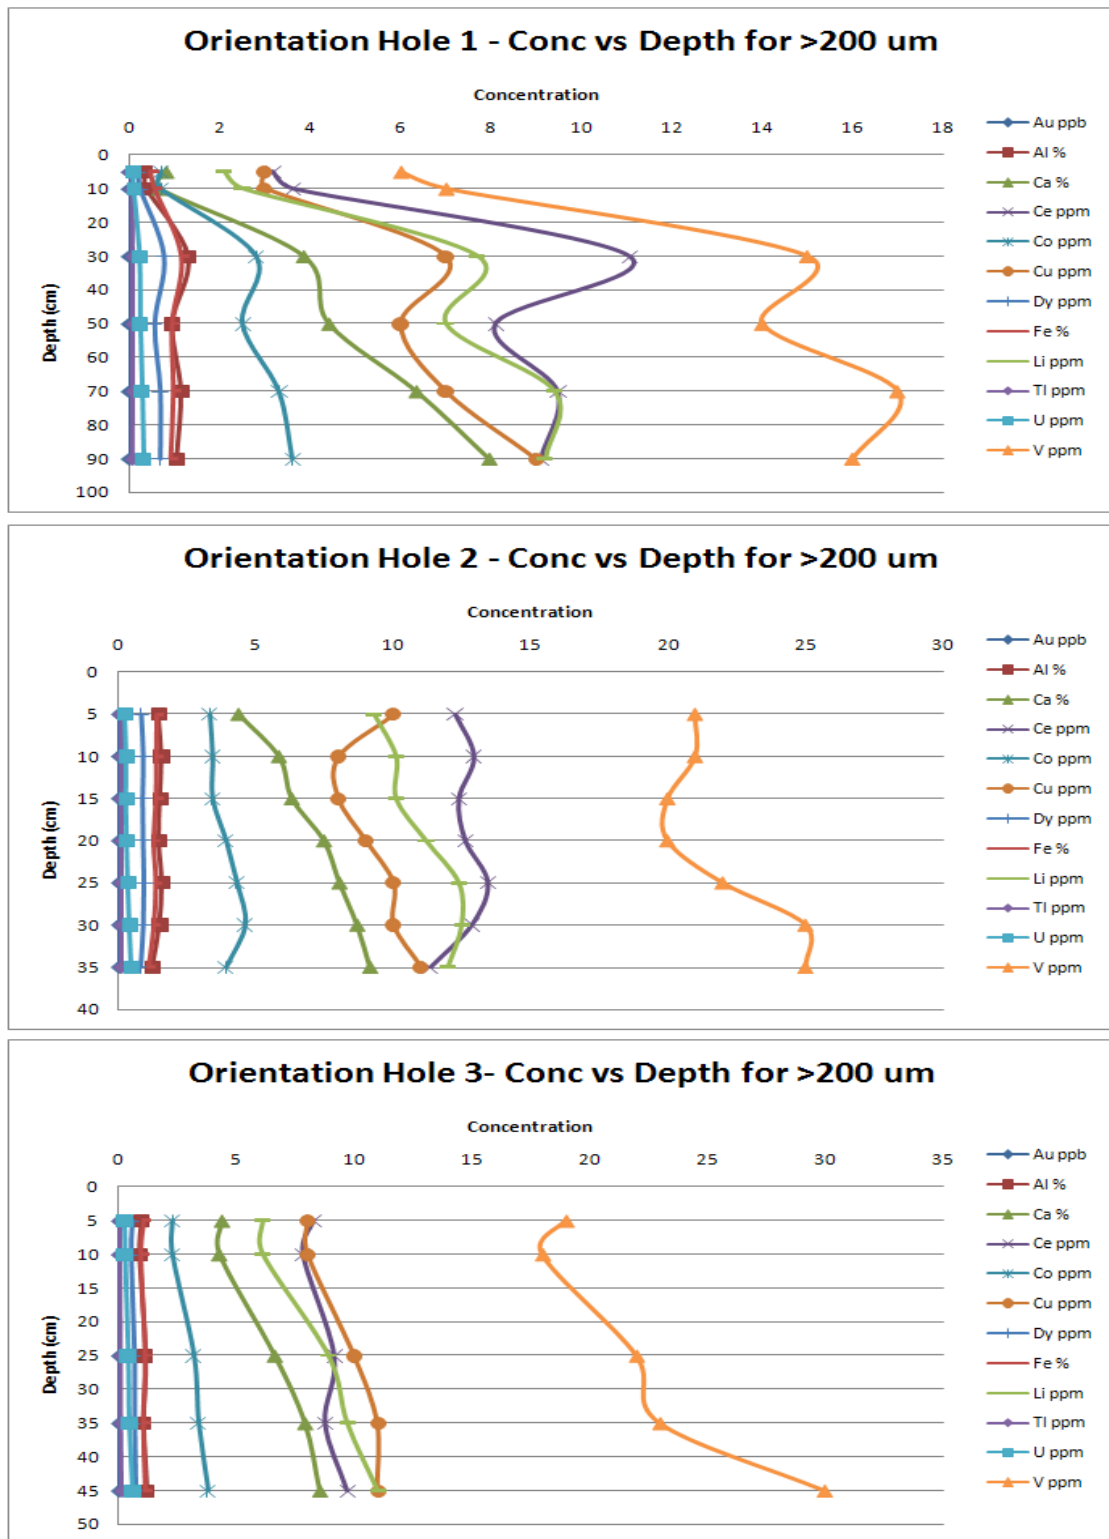 Orientation Hole 1 - Conc vs Depth for >200 um
Concentration
0 2 4 6 8 10 12 14 16 18
0
10
20
30
40
50
60
70
80
90
100
Depth (cm)
Au ppb
Al %
Ca %
Ce ppm
Co ppm
Cu ppm
Dy ppm
Fe %
Li ppm
Tl ppm
U ppm
V ppm
Orientation Hole 2 - Conc vs Depth for >200 um
Concentration
0 5 10 15 20 25 30
0
5
10
15
20
25
30
35
40
Depth (cm)
Au ppb
Al %
Ca %
Ce ppm
Co ppm
Cu ppm
Dy ppm
Fe %
Li ppm
Tl ppm
U ppm
V ppm
Orientation Hole 3- Conc vs Depth for >200 um
Concentration
0 5 10 15 20 25 30 35
0
5
10
15
20
25
30
35
40
45
50
Depth (cm)
Au ppb
Al %
Ca %
Ce ppm
Co ppm
Cu ppm
Dy ppm
Fe %
Li ppm
Tl ppm
U ppm
V ppm